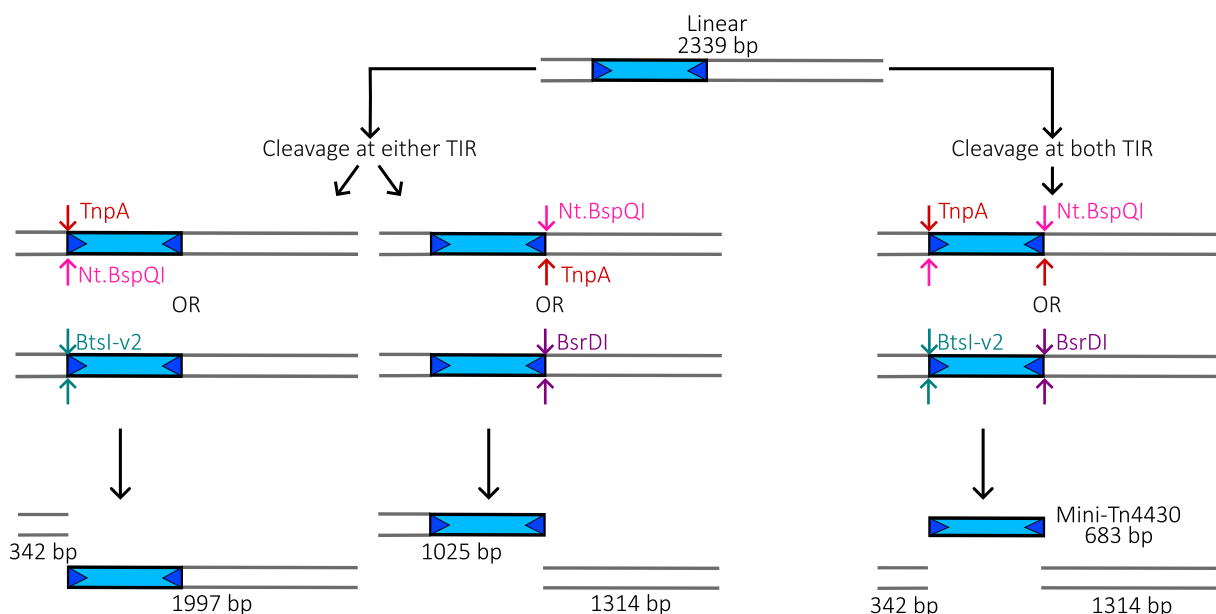 Linear
2339 bp
Cleavage at either TIR
Cleavage at both TIR
TnpA
Nt.BspQI
TnpA
Nt.BspQI
Nt.BspQI
TnpA
OR
OR
OR
BtsI-v2
BsrDI
BtsI-v2
BsrDI
Mini-Tn4430
683 bp
342 bp
1025 bp
1997 bp
1314 bp
342 bp
1314 bp